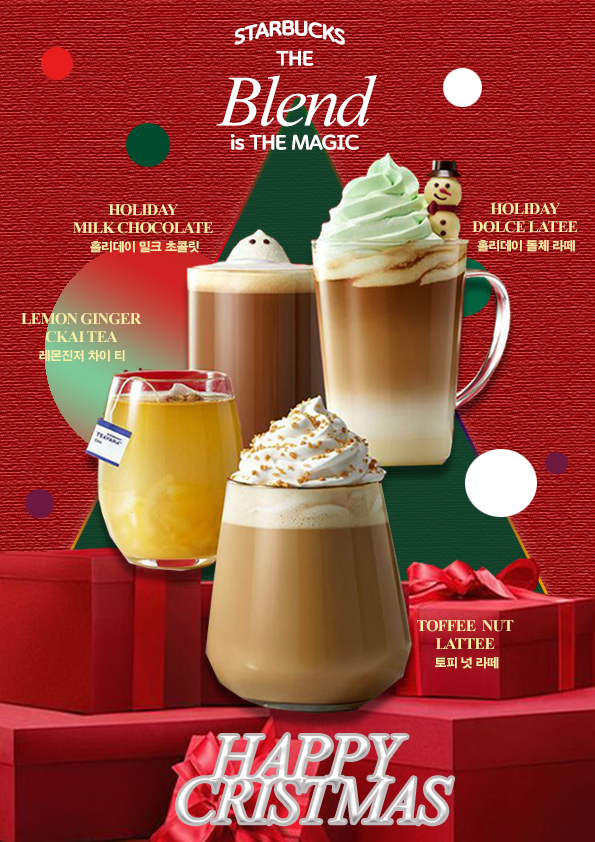 STARBUCKS
THE
Blend
is THE MAGIC
HOLIDAY
MILK CHOCOLATE
홀리데이 밀크 초콜릿
HOLIDAY
DOLCE LATEE
홀리데이 돌체 라떼
LEMON GINGER
CKAI TEA
레몬진저 차이 티
TEAVANA
TOFFEE NUT
LATTEE
토피 넛 라떼
HAPPY
CRISTMAS